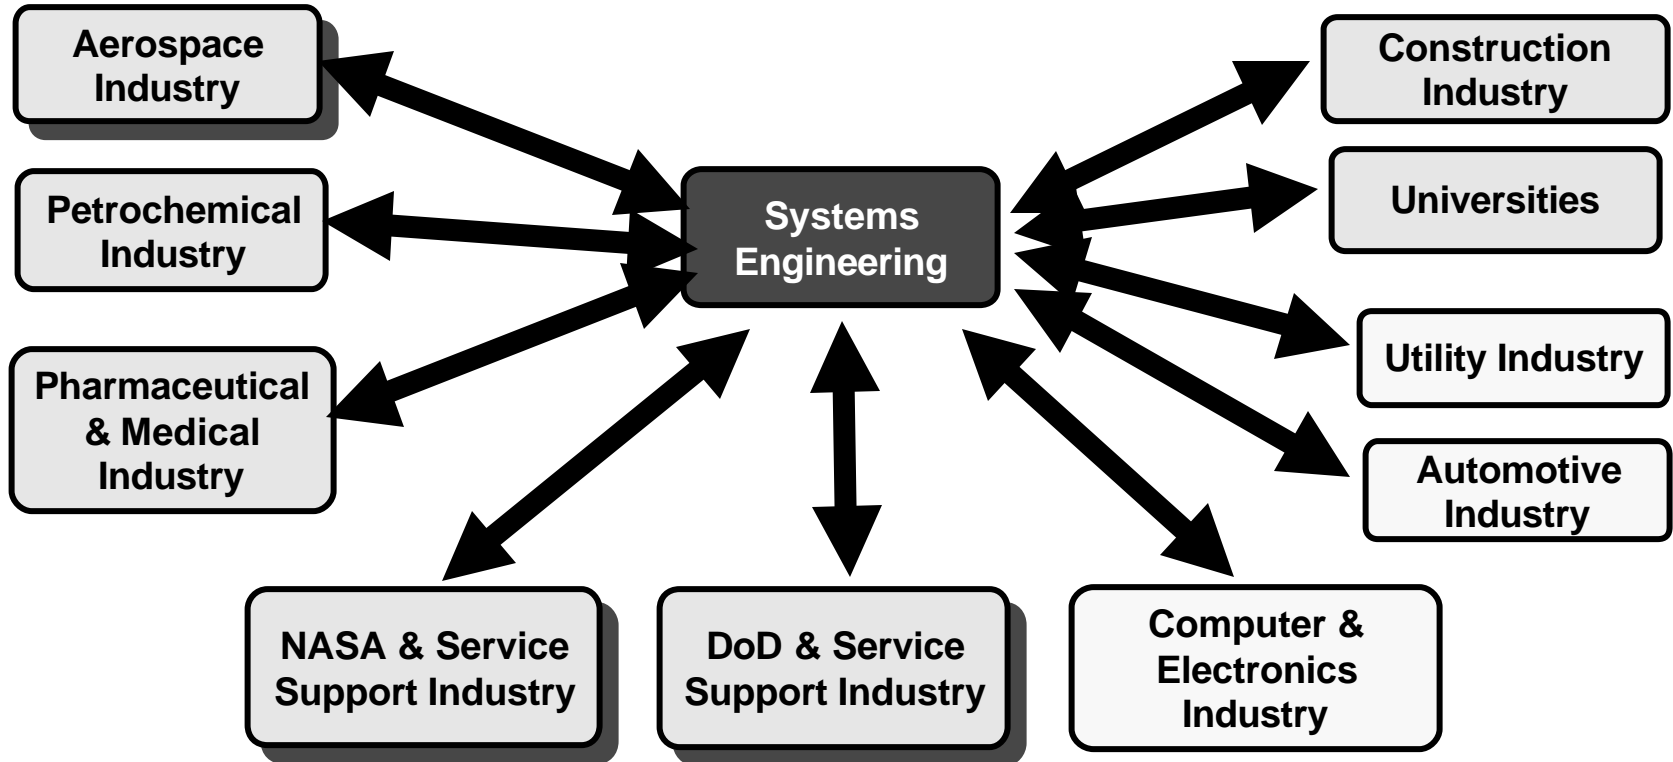 Aerospace
Industry
Petrochemical
Industry
Pharmaceutical
& Medical
Industry
Systems
Engineering
Construction
Industry
Universities
Utility Industry
Automotive
Industry
NASA & Service
Support Industry
DoD & Service
Support Industry
Computer &
Electronics
Industry